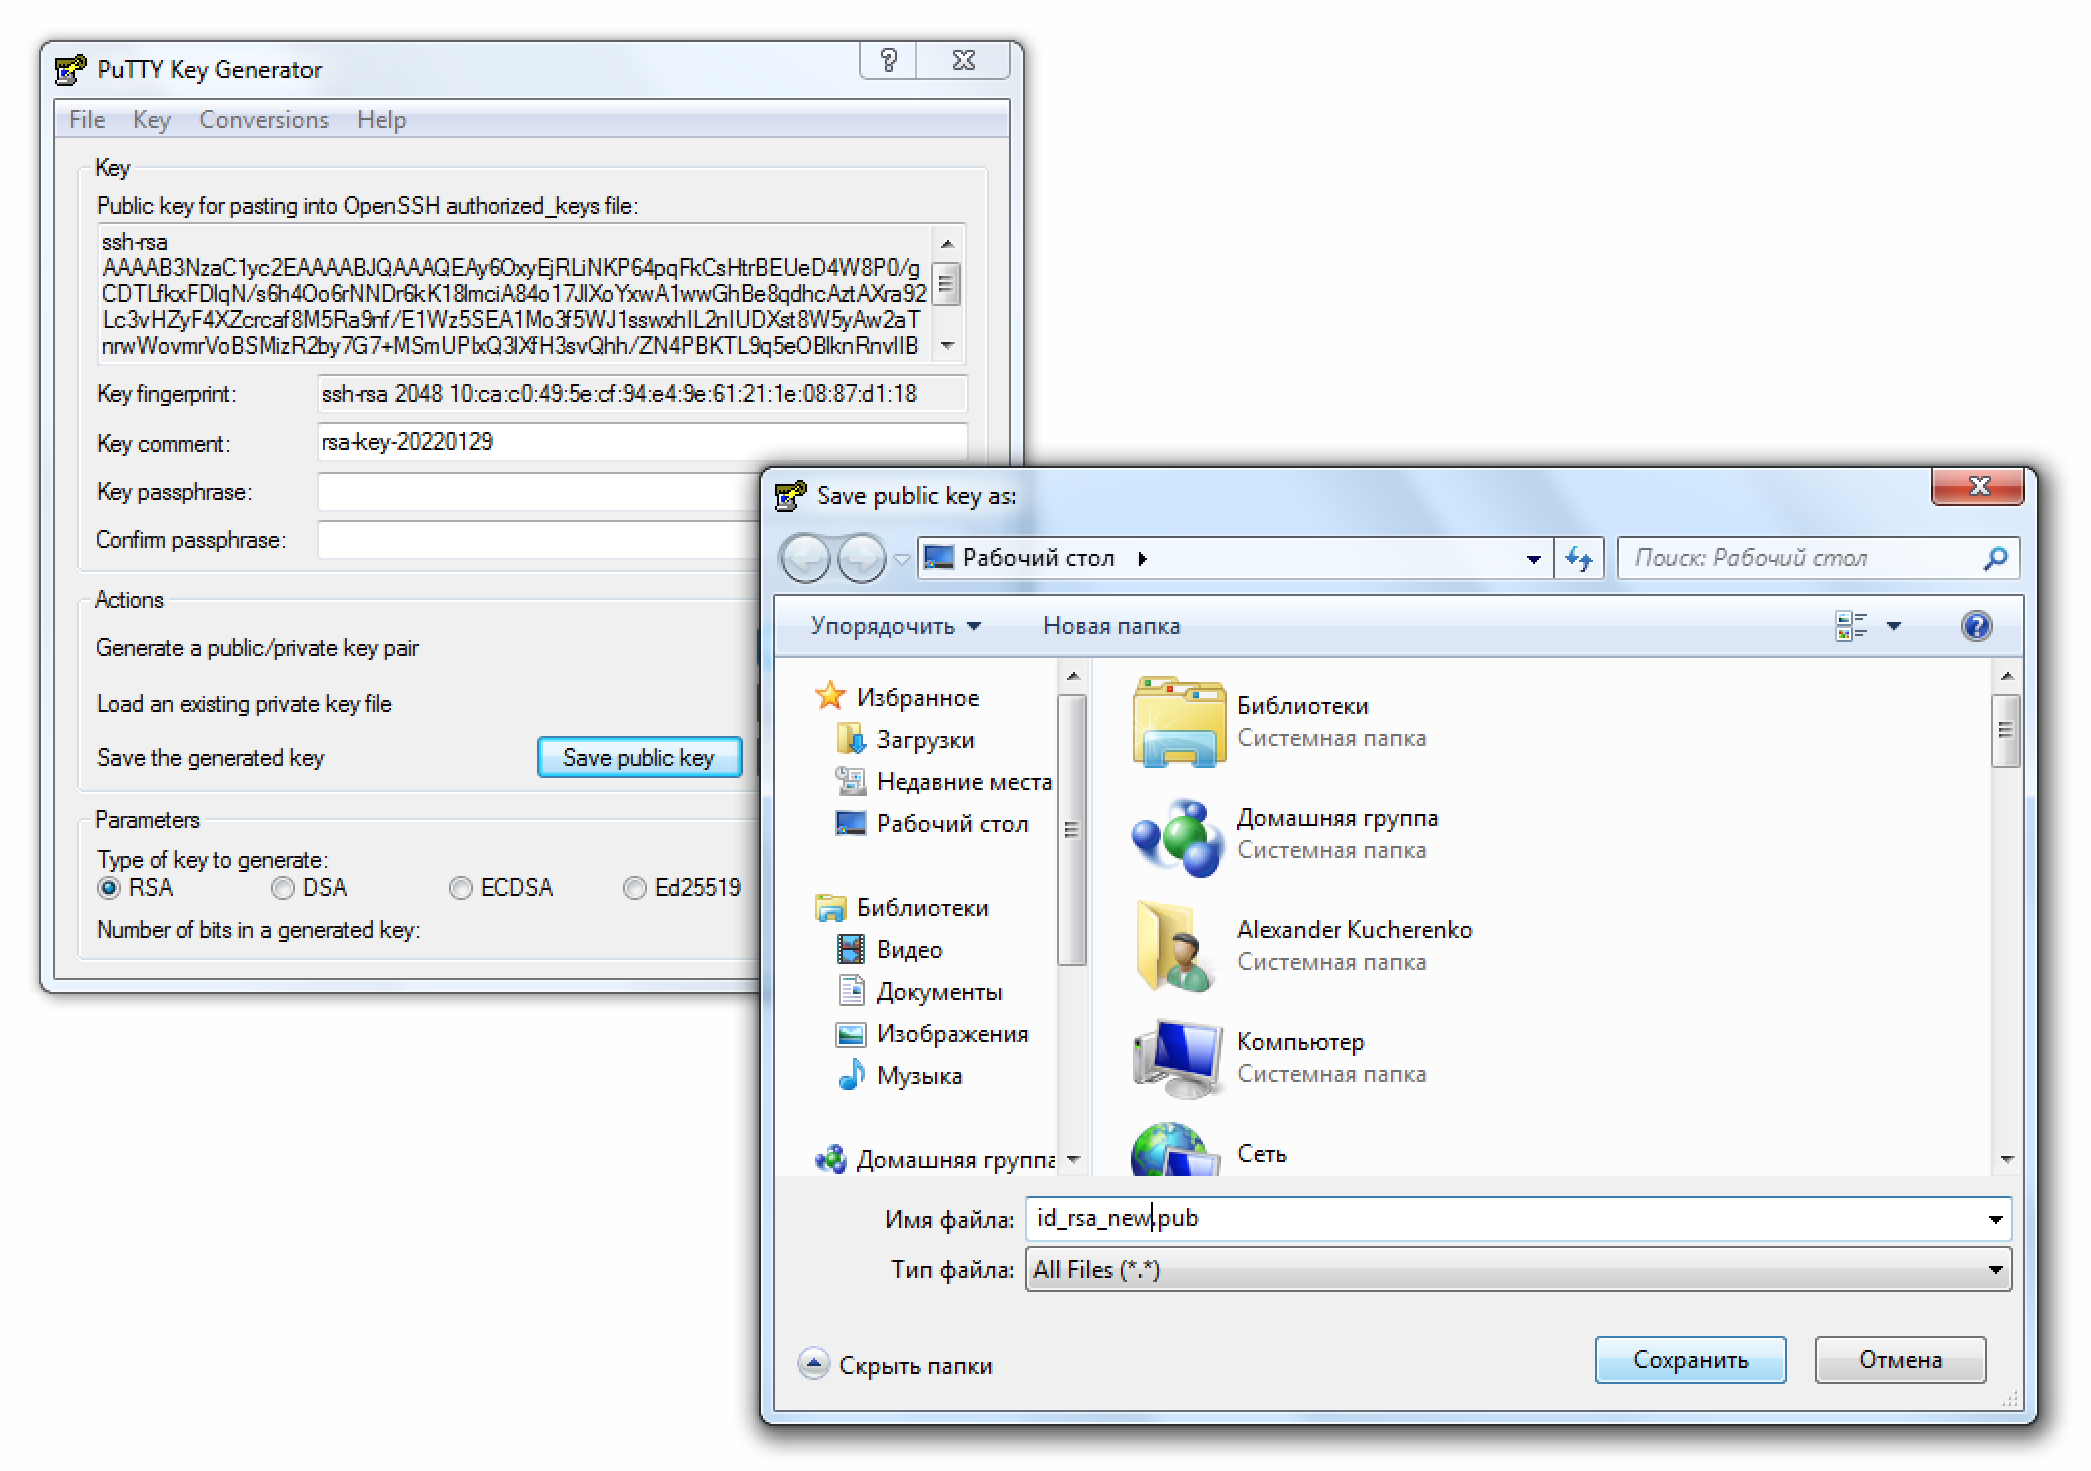 PuTTY Key Generator
File Key Conversions Help
Key
Public key for pasting into OpenSSH authorized_keys file:
ssh-rsa
AAAAB3NzaC1yc2EAAAABJQAAAQEAy6OxyEjRLiNKP64pqFkCsHtrBEUeD4W8P0/g
CDTLfkxFDlqN/s6h4Oo6rNNDr6kK18lmciA84o17JlXoYxwA1wwGhBe8qdhcAztAXra92
Lc3vHZyF4XZcrcaf8M5Ra9nf/E1Wz5SEA1Mo3f5WJ1sswxhIL2nIUDXst8W5yAw2aT
nrwWovmrVoBSMizR2by7G7+MSmUPlxQ3lXfH3svQhh/ZN4PBKTL9q5eOBlknRnvIIB
Key fingerprint: ssh-rsa 2048 10:ca:c0:49:5e:cf:94:e4:9e:61:21:1e:08:87:d1:18
Key comment: rsa-key-20220129
Key passphrase:
Confirm passphrase:
Actions
Generate a public/private key pair
Load an existing private key file
Save the generated key Save public key
Parameters
Type of key to generate:
RSA DSA ECDSA Ed25519
Number of bits in a generated key:
Save public key as:
Рабочий стол Поиск: Рабочий стол
Упорядочить Новая папка
Избранное
Загрузки
Недавние места
Рабочий стол
Библиотеки
Видео
Документы
Изображения
Музыка
Домашняя группа
Библиотеки
Системная папка
Домашняя группа
Системная папка
Alexander Kucherenko
Системная папка
Компьютер
Системная папка
Сеть
Имя файла: id_rsa_new.pub
Тип файла: All Files (*.*)
Скрыть папки Сохранить Отмена